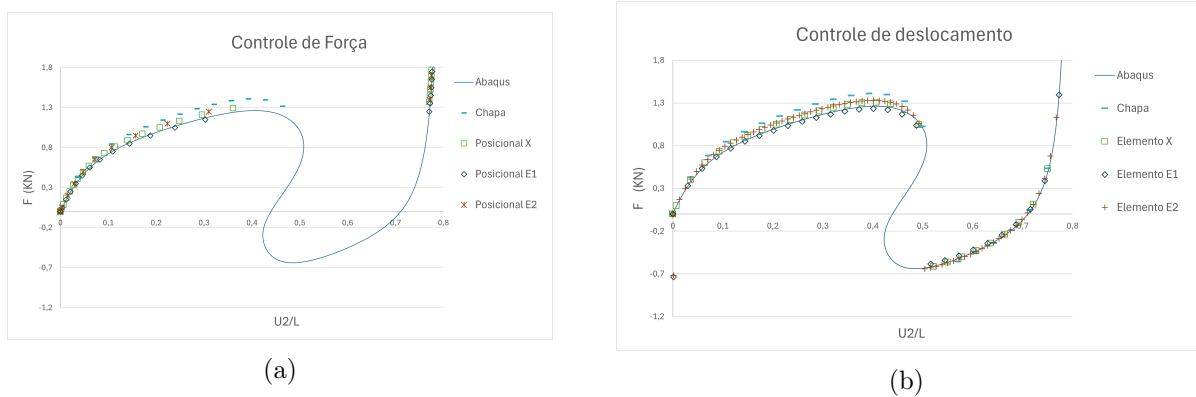 Controle de Força
1,8
1,3
0,8
0,3
-0,2
-0,7
-1,2
F (KN)
0
0,1
0,2
0,3
0,4
0,5
0,6
0,7
0,8
U2/L
Abaqus
Chapa
Posicional X
Posicional E1
Posicional E2
(a)
Controle de deslocamento
1,8
1,3
0,8
0,3
-0,2
-0,7
-1,2
F (KN)
0
0,1
0,2
0,3
0,4
0,5
0,6
0,7
0,8
U2/L
Abaqus
Chapa
Elemento X
Elemento E1
Elemento E2
(b)